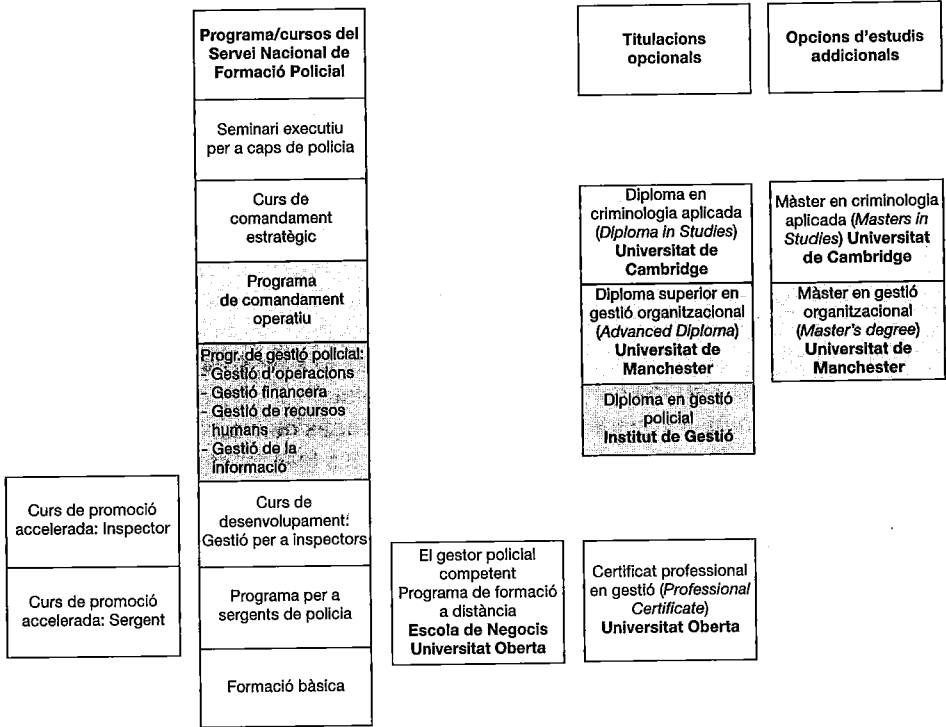 Programa/cursos del
Servei Nacional de
Formació Policial
Titulacions
opcionals
Opcions d'estudis
addicionals
Seminari executiu
per a caps de policia
Curs de
comandament
estratègic
Diploma en
criminologia aplicada
(Diploma in Studies)
Universitat de
Cambridge
Màster en criminologia
aplicada (Masters in
Studies) Universitat
de Cambridge
Programa
de comandament
operatiu
Diploma superior en
gestió organitzacional
(Advanced Diploma)
Universitat de
Manchester
Màster en gestió
organitzacional
(Master's degree)
Universitat de
Manchester
Progr. de gestió policial:
- Gestió d'operacions
- Gestió financera
- Gestió de recursos
humans
- Gestió de la
informació
Diploma en gestió
policial
Institut de Gestió
Curs de promoció
accelerada: Inspector
Curs de
desenvolupament:
Gestió per a inspectors
Curs de promoció
accelerada: Sergent
Programa per a
sergents de policia
El gestor policial
competent
Programa de formació
a distància
Escola de Negocis
Universitat Oberta
Certificat professional
en gestió (Professional
Certificate)
Universitat Oberta
Formació bàsica